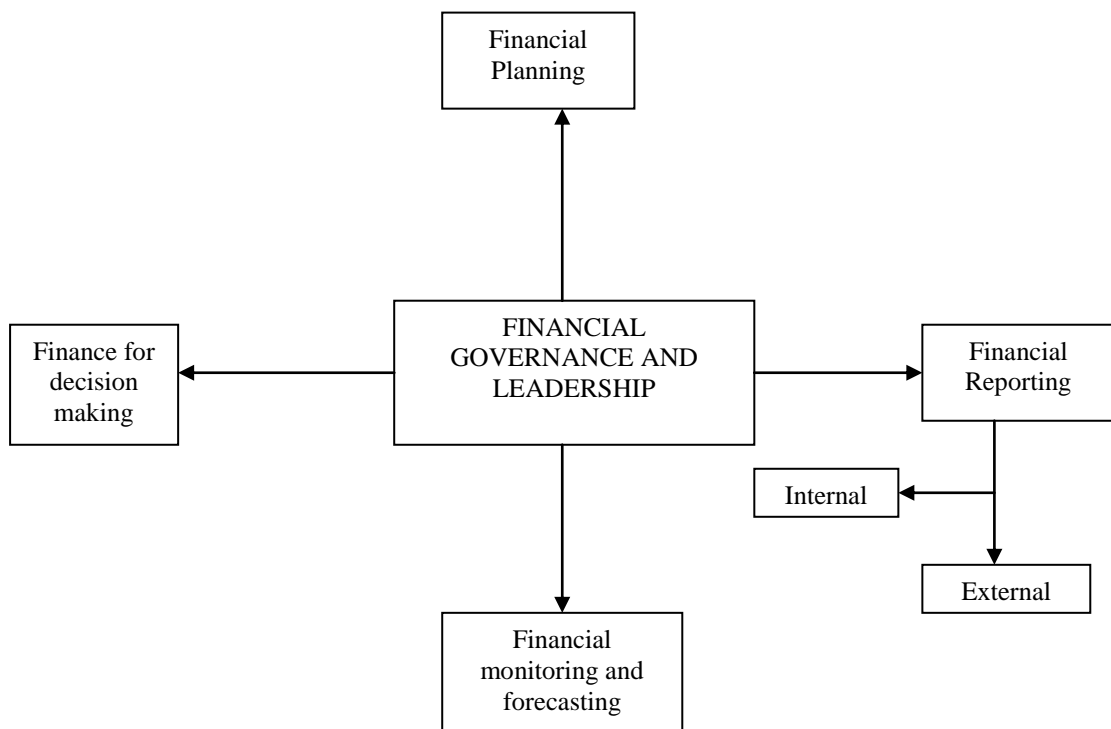 Financial
Planning
FINANCIAL
GOVERNANCE AND
LEADERSHIP
Finance for
decision
making
Financial
Reporting
Internal
External
Financial
monitoring and
forecasting